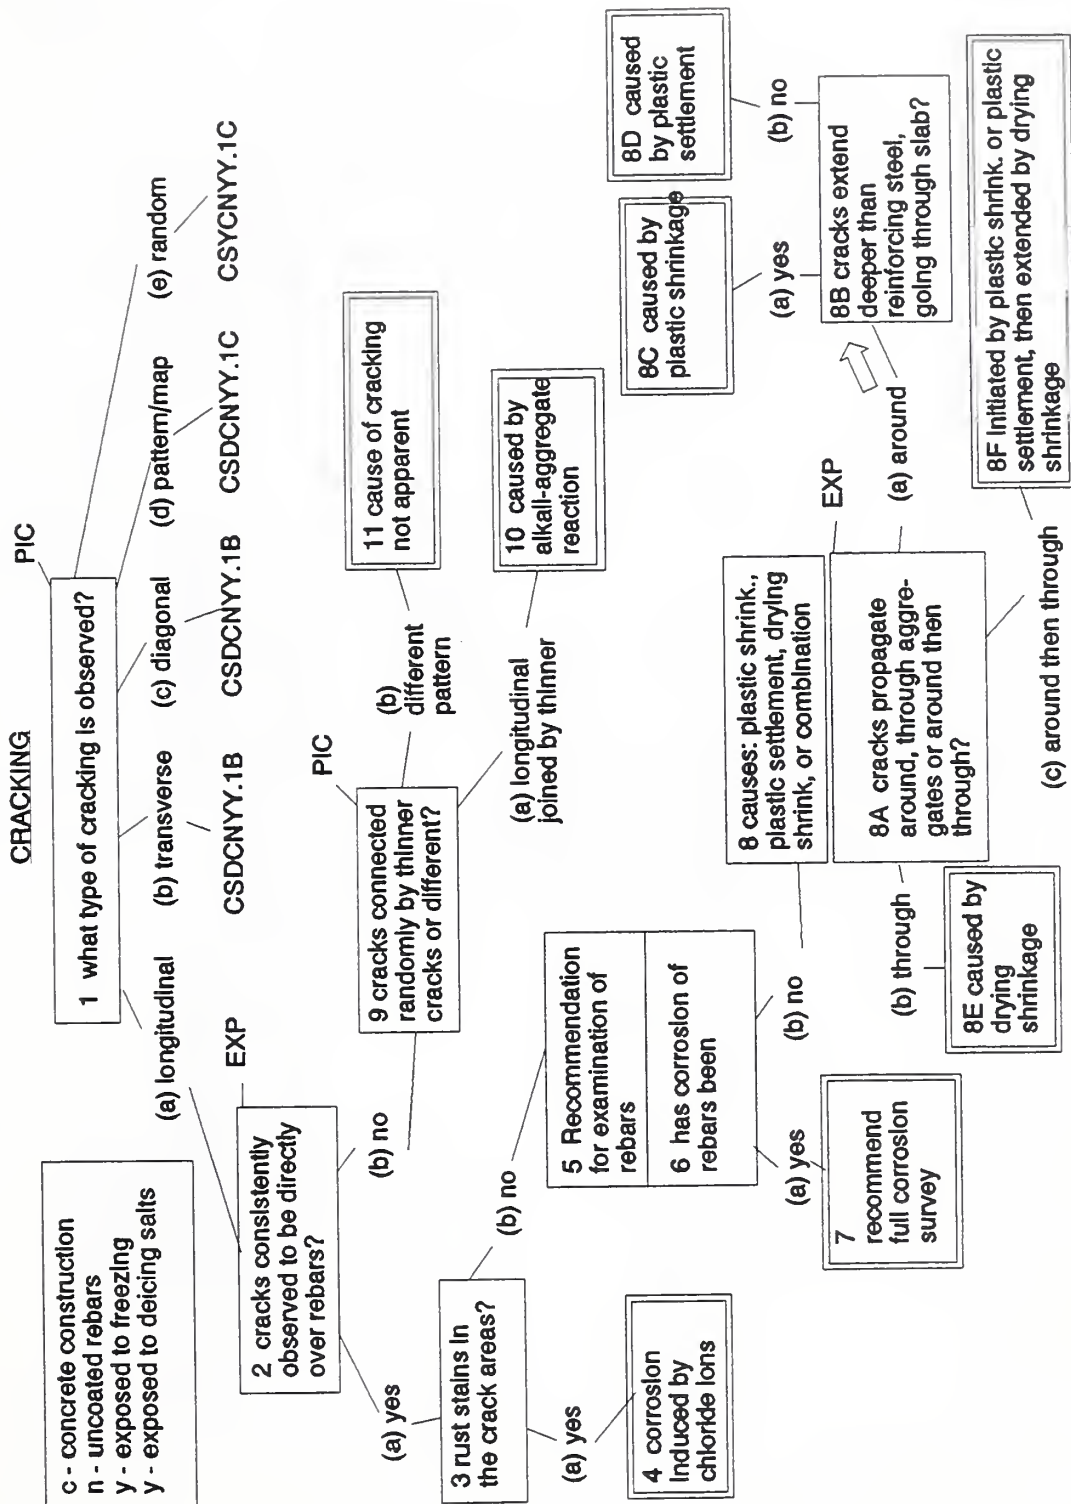 CRACKING
c - concrete construction
n - uncoated rebars
y - exposed to freezing
y - exposed to deicing salts
PIC
1 what type of cracking is observed?
(a) longitudinal
(b) transverse
(c) diagonal
(d) pattern/map
(e) random
CSDCNYY.1B
CSDCNYY.1B
CSDCNYY.1C
CSYCNYY.1C
EXP
2 cracks consistently
observed to be directly
over rebars?
(a) yes
(b) no
PIC
9 cracks connected
randomly by thinner
cracks or different?
(b)
different
pattern
11 cause of cracking
not apparent
(a) longitudinal
joined by thinner
10 caused by
alkali-aggregate
reaction
3 rust stains in
the crack areas?
(a) yes
(b) no
4 corrosion
induced by
chloride ions
5 Recommendation
for examination of
rebars
6 has corrosion of
rebars been
(a) yes
(b) no
7
recommend
full corrosion
survey
8 causes: plastic shrink.,
plastic settlement, drying
shrink, or combination
EXP
8A cracks propagate
around, through aggre-
gates or around then
through?
(a) around
(b) through
(c) around then through
8E caused by
drying
shrinkage
8B cracks extend
deeper than
reinforcing steel,
going through slab?
(a) yes
(b) no
8C caused by
plastic shrinkage
8D caused
by plastic
settlement
8F Initiated by plastic shrink. or plastic
settlement, then extended by drying
shrinkage